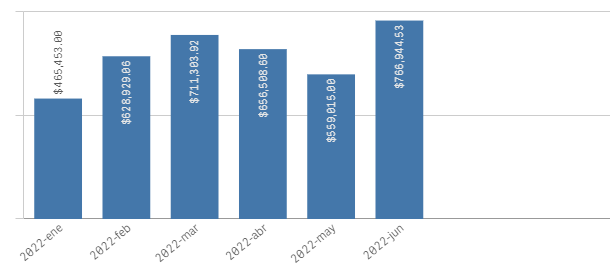 $465,453.00
$628,929.06
$711,303.92
$656,508.60
$559,015.00
$766,944.53
2022-ene
2022-feb
2022-mar
2022-abr
2022-may
2022-jun